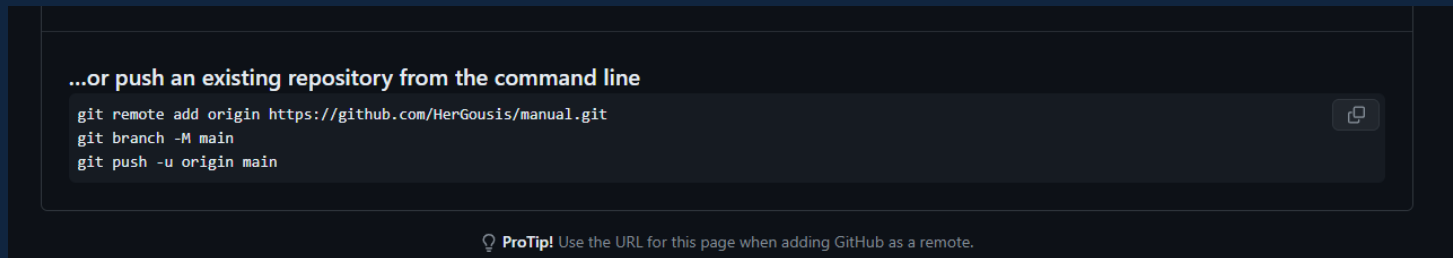 ...or push an existing repository from the command line
git remote add origin https://github.com/HerGousis/manual.git
git branch -M main
git push -u origin main
ProTip! Use the URL for this page when adding GitHub as a remote.